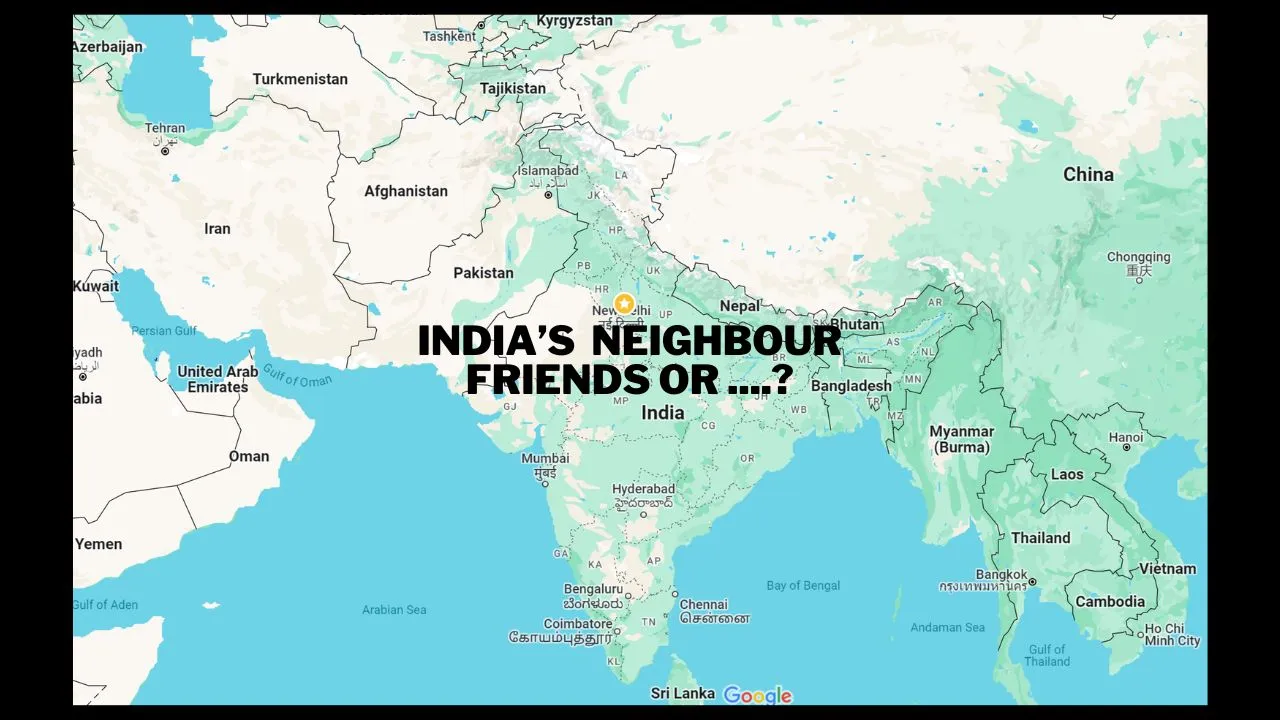 Kyrgyzstan
Tashkent
Azerbaijan
Turkmenistan
Tajikistan
Tehran
تهران
China
Islamabad
اسلام آباد
LA
JK
Afghanistan
Iran
HP
Chongqing
重庆
Pakistan
PB
UK
Kuwait
HR
New Delhi
UP
Nepal
AR
Persian Gulf
Bhutan
INDIA’S NEIGHBOUR
FRIENDS OR ....?
AS
NL
ML
BR
iyadh
الرياض
United Arab
Emirates
Gulf of Oman
Bangladesh
MN
abia
GJ
MP
JH
WB
TR
MZ
India
CG
Myanmar
(Burma)
Hanoi
Oman
Mumbai
मुंबई
OR
Laos
Hyderabad
హైదరాబాద్
Yemen
Thailand
GA
KA
AP
Vietnam
Bangkok
กรุงเทพมหานคร
Bengaluru
ಬೆಂಗಳೂರು
Bay of Bengal
Cambodia
Gulf of Aden
Arabian Sea
Chennai
சென்னை
Coimbatore
கோயம்புத்தூர்
TN
Andaman Sea
Ho Chi
Minh City
Gulf of
Thailand
KL
Sri Lanka
Google